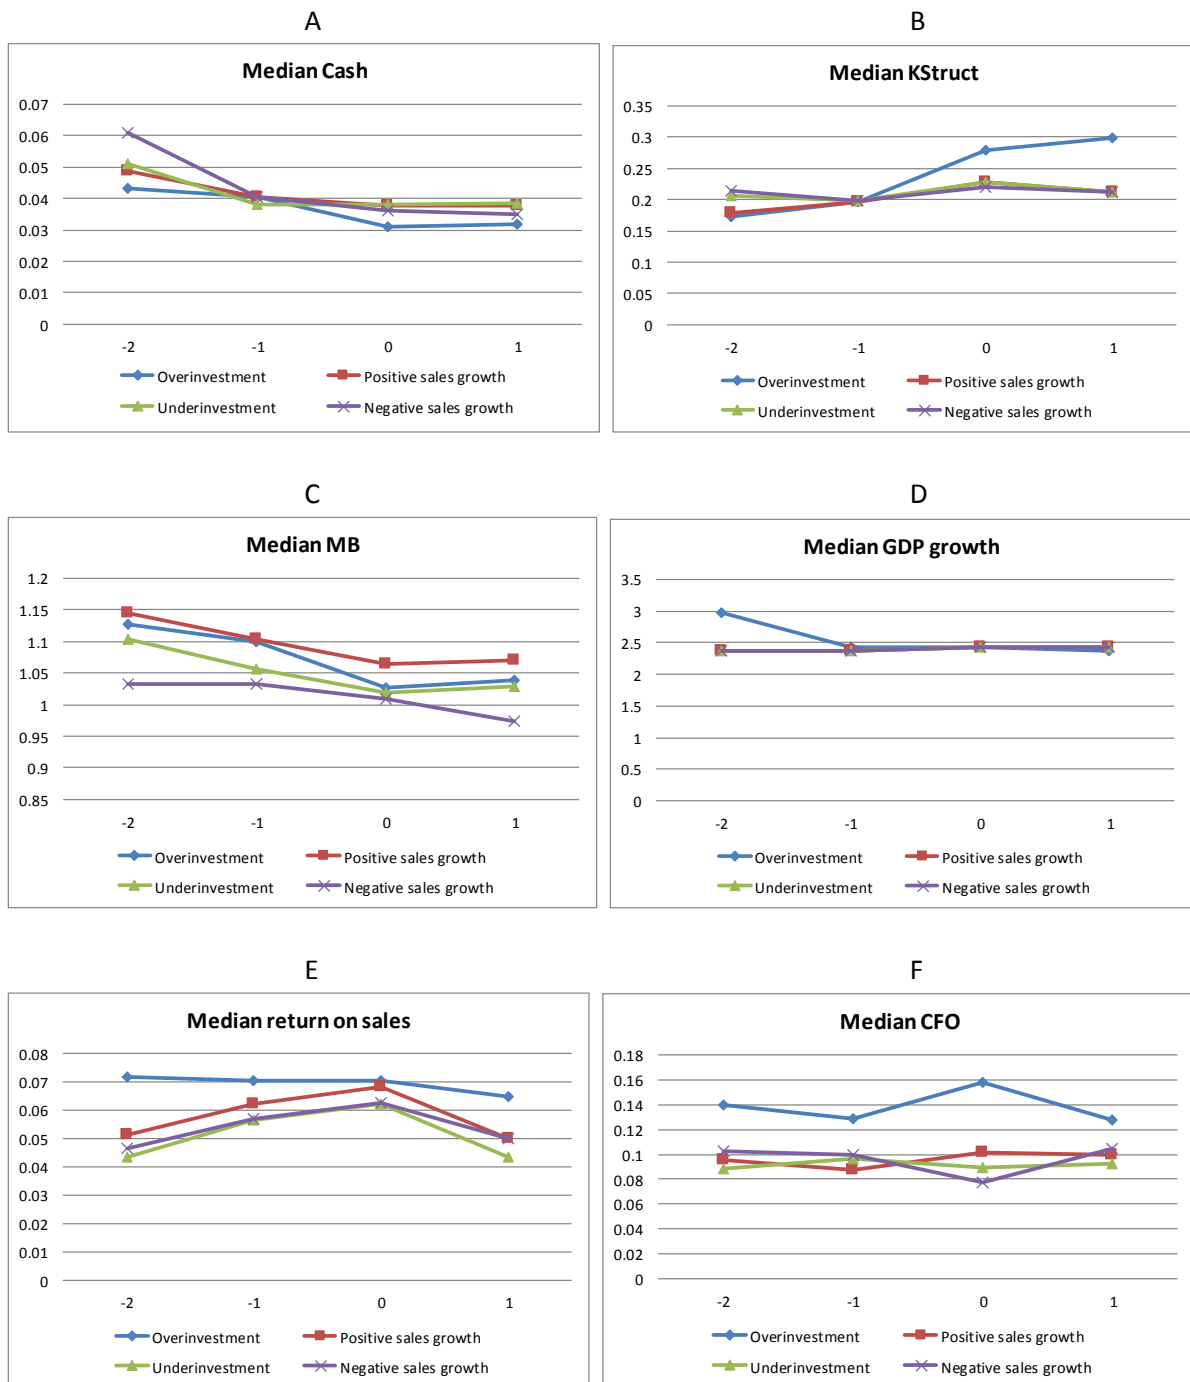 A
Median Cash
0.07
0.06
0.05
0.04
0.03
0.02
0.01
0
-2 -1 0 1
Overinvestment Positive sales growth
Underinvestment Negative sales growth
B
Median KStruct
0.35
0.3
0.25
0.2
0.15
0.1
0.05
0
-2 -1 0 1
Overinvestment Positive sales growth
Underinvestment Negative sales growth
C
Median MB
1.2
1.15
1.1
1.05
1
0.95
0.9
0.85
-2 -1 0 1
Overinvestment Positive sales growth
Underinvestment Negative sales growth
D
Median GDP growth
3.5
3
2.5
2
1.5
1
0.5
0
-2 -1 0 1
Overinvestment Positive sales growth
Underinvestment Negative sales growth
E
Median return on sales
0.08
0.07
0.06
0.05
0.04
0.03
0.02
0.01
0
-2 -1 0 1
Overinvestment Positive sales growth
Underinvestment Negative sales growth
F
Median CFO
0.18
0.16
0.14
0.12
0.1
0.08
0.06
0.04
0.02
0
-2 -1 0 1
Overinvestment Positive sales growth
Underinvestment Negative sales growth